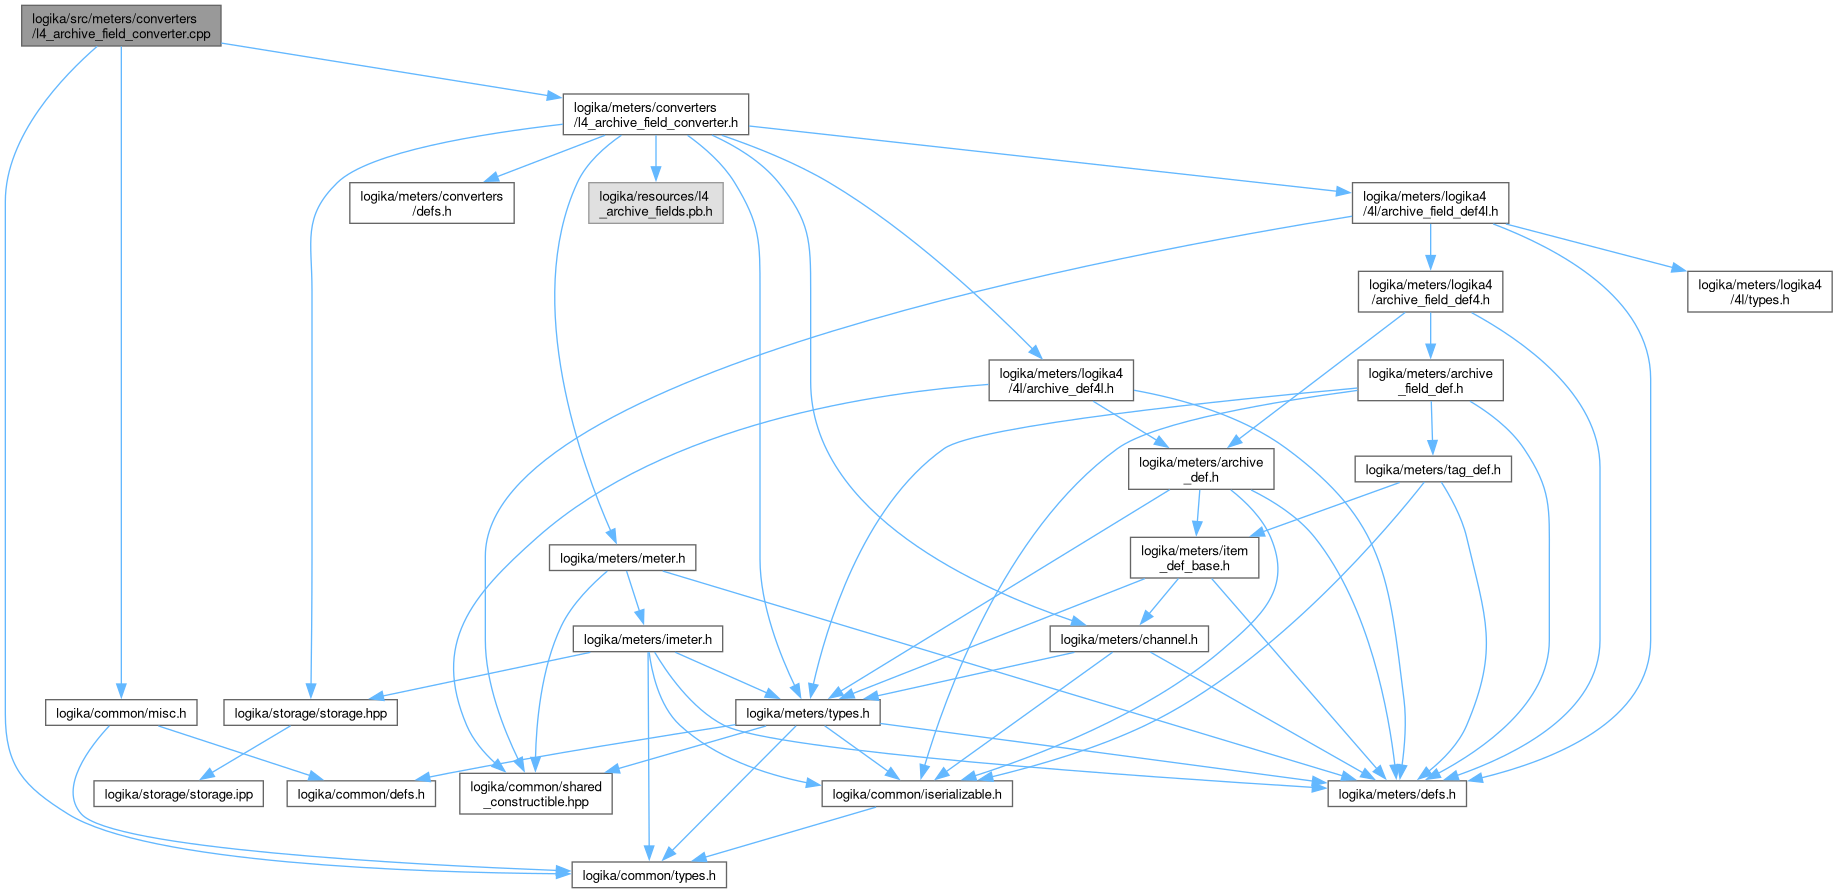 logika/src/meters/converters
/l4_archive_field_converter.cpp
logika/meters/converters
/l4_archive_field_converter.h
logika/meters/converters
/defs.h
logika/resources/l4
_archive_fields.pb.h
logika/meters/logika4
/4l/archive_field_def4l.h
logika/meters/logika4
/archive_field_def4.h
logika/meters/logika4
/4l/types.h
logika/meters/logika4
/4l/archive_def4l.h
logika/meters/archive
_field_def.h
logika/meters/archive
_def.h
logika/meters/tag_def.h
logika/meters/meter.h
logika/meters/item
_def_base.h
logika/meters/imeter.h
logika/meters/channel.h
logika/common/misc.h
logika/storage/storage.hpp
logika/meters/types.h
logika/storage/storage.ipp
logika/common/defs.h
logika/common/shared
_constructible.hpp
logika/common/iserializable.h
logika/meters/defs.h
logika/common/types.h